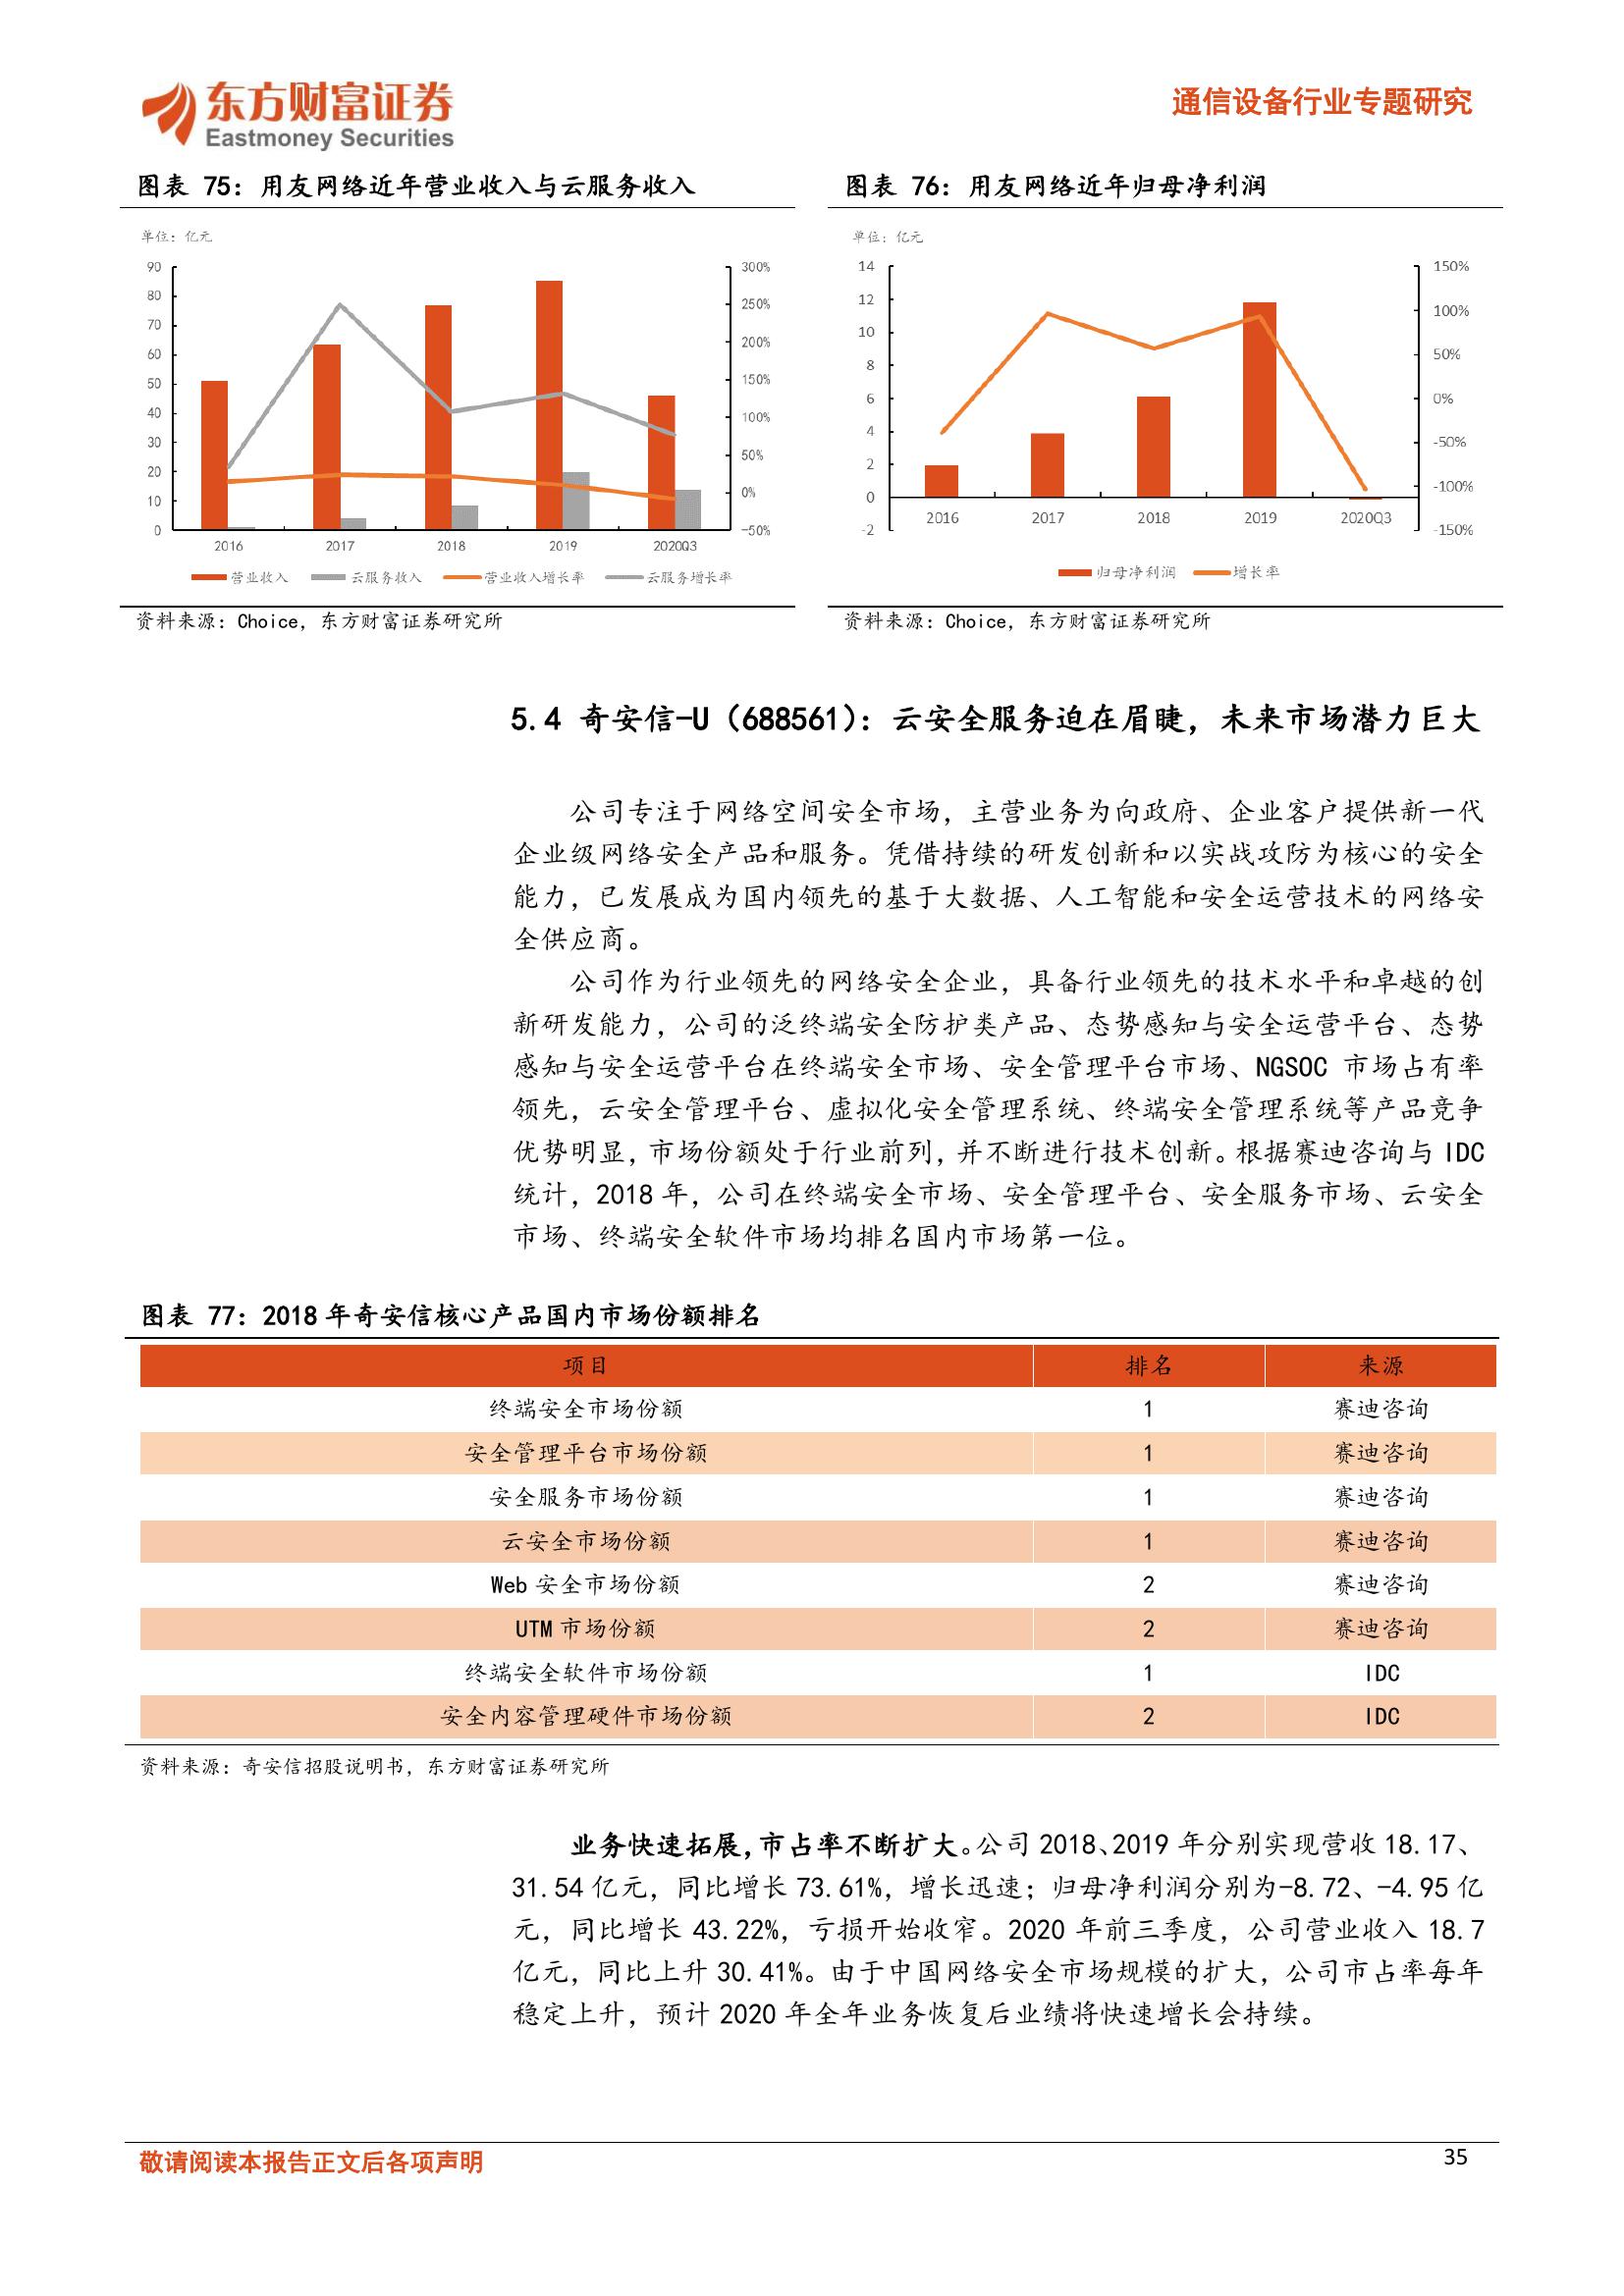 东方财富证券
Eastmoney Securities
通信设备行业专题研究
图表 75：用友网络近年营业收入与云服务收入
单位：亿元
90
80
70
60
50
40
30
20
10
0
300%
250%
200%
150%
100%
50%
0%
-50%
2016 2017 2018 2019 2020Q3
营业收入 云服务收入 营业收入增长率 云服务增长率
资料来源：Choice，东方财富证券研究所
图表 76：用友网络近年归母净利润
单位：亿元
14
12
10
8
6
4
2
0
-2
150%
100%
50%
0%
-50%
-100%
-150%
2016 2017 2018 2019 2020Q3
归母净利润 增长率
资料来源：Choice，东方财富证券研究所
5.4 奇安信-U（688561）：云安全服务迫在眉睫，未来市场潜力巨大
公司专注于网络空间安全市场，主营业务为向政府、企业客户提供新一代
企业级网络安全产品和服务。凭借持续的研发创新和以实战攻防为核心的安全
能力，已发展成为国内领先的基于大数据、人工智能和安全运营技术的网络安
全供应商。
公司作为行业领先的网络安全企业，具备行业领先的技术水平和卓越的创
新研发能力，公司的泛终端安全防护类产品、态势感知与安全运营平台、态势
感知与安全运营平台在终端安全市场、安全管理平台市场、NGSOC 市场占有率
领先，云安全管理平台、虚拟化安全管理系统、终端安全管理系统等产品竞争
优势明显，市场份额处于行业前列，并不断进行技术创新。根据赛迪咨询与 IDC
统计，2018 年，公司在终端安全市场、安全管理平台、安全服务市场、云安全
市场、终端安全软件市场均排名国内市场第一位。
图表 77：2018 年奇安信核心产品国内市场份额排名
项目 排名 来源
终端安全市场份额 1 赛迪咨询
安全管理平台市场份额 1 赛迪咨询
安全服务市场份额 1 赛迪咨询
云安全市场份额 1 赛迪咨询
Web 安全市场份额 2 赛迪咨询
UTM 市场份额 2 赛迪咨询
终端安全软件市场份额 1 IDC
安全内容管理硬件市场份额 2 IDC
资料来源：奇安信招股说明书，东方财富证券研究所
业务快速拓展，市占率不断扩大。公司 2018、2019 年分别实现营收 18.17、
31.54 亿元，同比增长 73.61%，增长迅速；归母净利润分别为-8.72、-4.95 亿
元，同比增长 43.22%，亏损开始收窄。2020 年前三季度，公司营业收入 18.7
亿元，同比上升 30.41%。由于中国网络安全市场规模的扩大，公司市占率每年
稳定上升，预计 2020 年全年业务恢复后业绩将快速增长会持续。
敬请阅读本报告正文后各项声明
35